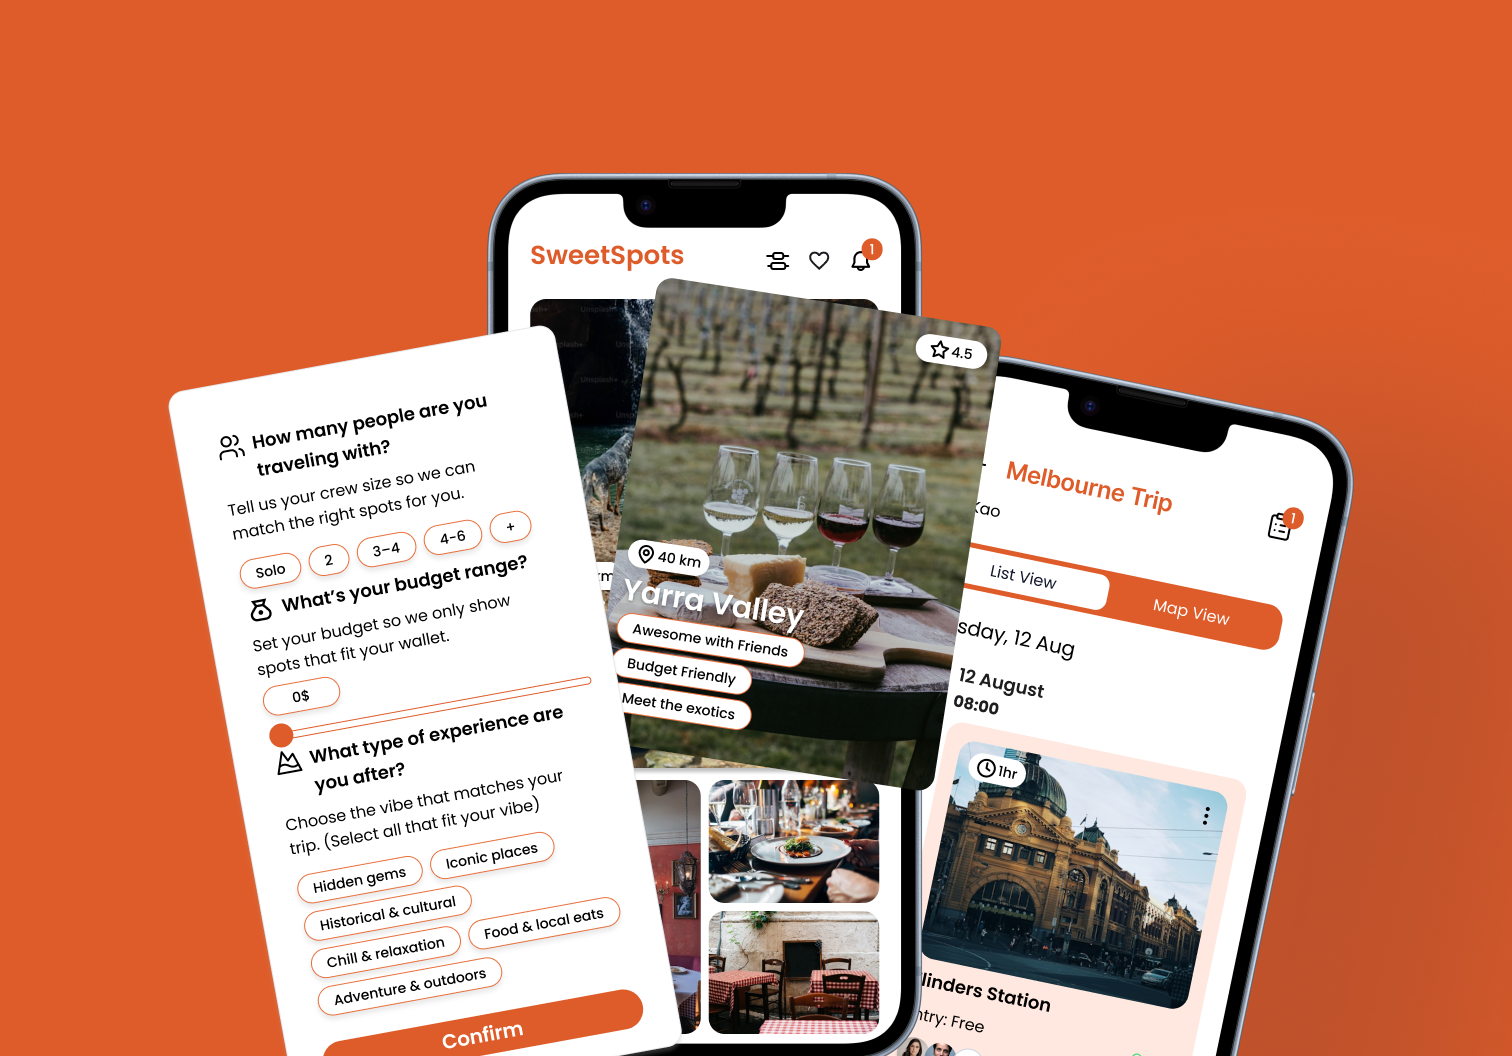 SweetSpots
1
4.5
40 km
Yarra Valley
Awesome with Friends
Budget Friendly
Meet the exotics
How many people are you
traveling with?
Tell us your crew size so we can
match the right spots for you.
Solo
2
3–4
4-6
+
What's your budget range?
Set your budget so we only show
spots that fit your wallet.
0$
What type of experience are
you after?
Choose the vibe that matches your
trip. (Select all that fit your vibe)
Hidden gems
Iconic places
Historical & cultural
Chill & relaxation
Food & local eats
Adventure & outdoors
Confirm
Melbourne Trip
1
List View
Map View
12 Aug
12 August
08:00
1hr
Station
Free
Unsplash+
Unsplash+